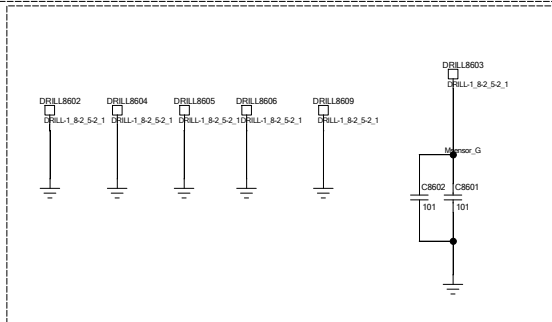 DRILL8603
DRILL-1_8-2_5-2_1
DRILL8602 DRILL8604 DRILL8605 DRILL8606 DRILL8609
DRILL-1_8-2_5-2_1 DRILL-1_8-2_5-2_1 DRILL-1_8-2_5-2_1 DRILL-1_8-2_5-2_1 DRILL-1_8-2_5-2_1
Msensor_G
C8602 C8601
101 101